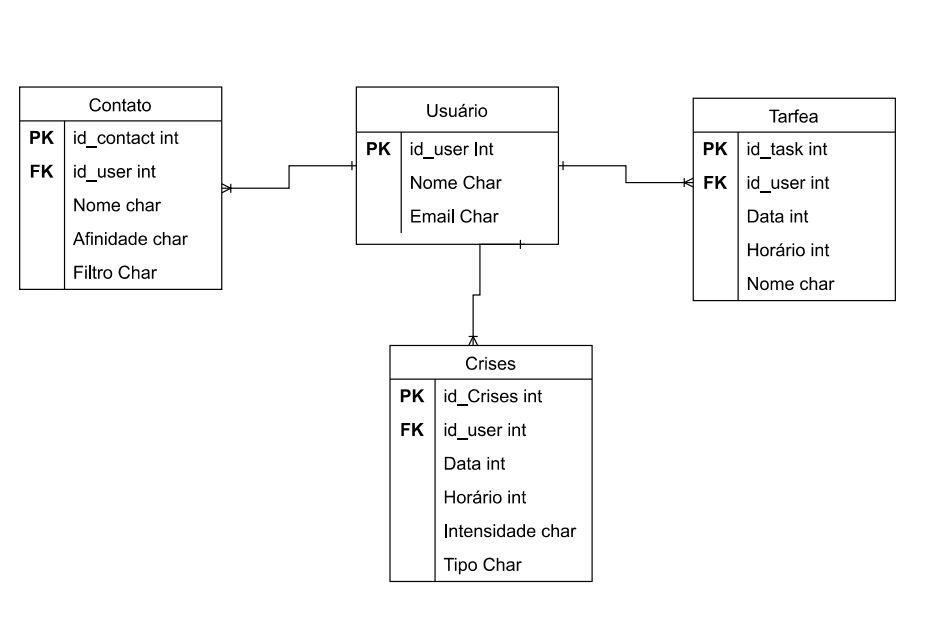 Contato
PK id_contact int
FK id_user int
Nome char
Afinidade char
Filtro Char
Usuário
PK id_user Int
Nome Char
Email Char
Tarfea
PK id_task int
FK id_user int
Data int
Horário int
Nome char
Crises
PK id_Crises int
FK id_user int
Data int
Horário int
Intensidade char
Tipo Char